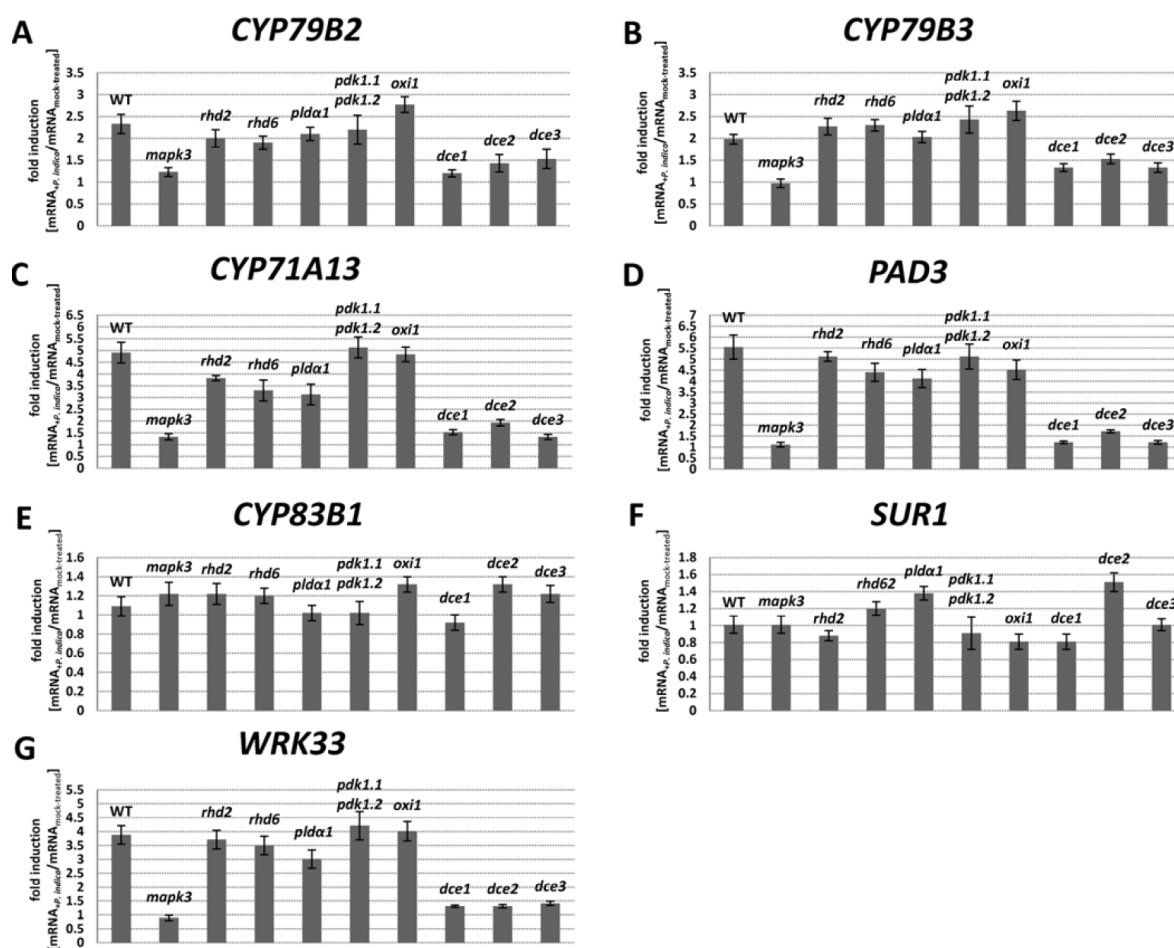 A
CYP79B2
fold induction
[mRNA+P. indica/mRNAmock-treated]
3.5
3
2.5
2
1.5
1
0.5
0
WT
mapk3
rhd2
rhd6
pldα1
pdk1.1
pdk1.2
oxi1
dce1
dce2
dce3
B
CYP79B3
fold induction
[mRNA+P. indica/mRNAmock-treated]
3.5
3
2.5
2
1.5
1
0.5
0
WT
mapk3
rhd2
rhd6
pldα1
pdk1.1
pdk1.2
oxi1
dce1
dce2
dce3
C
CYP71A13
fold induction
[mRNA+P. indica/mRNAmock-treated]
5.5
5
4.5
4
3.5
3
2.5
2
1.5
1
0.5
0
WT
mapk3
rhd2
rhd6
pldα1
pdk1.1
pdk1.2
oxi1
dce1
dce2
dce3
D
PAD3
fold induction
[mRNA+P. indica/mRNAmock-treated]
7
6.5
6
5.5
5
4.5
4
3.5
3
2.5
2
1.5
1
0.5
0
WT
mapk3
rhd2
rhd6
pldα1
pdk1.1
pdk1.2
oxi1
dce1
dce2
dce3
E
CYP83B1
fold induction
[mRNA+P. indica/mRNAmock-treated]
1.6
1.4
1.2
1
0.8
0.6
0.4
0.2
0
WT
mapk3
rhd2
rhd6
pldα1
pdk1.1
pdk1.2
oxi1
dce1
dce2
dce3
F
SUR1
fold induction
[mRNA+P. indica/mRNAmock-treated]
1.8
1.6
1.4
1.2
1
0.8
0.6
0.4
0.2
0
WT
mapk3
rhd2
rhd62
pldα1
pdk1.1
pdk1.2
oxi1
dce1
dce2
dce3
G
WRK33
fold induction
[mRNA+P. indica/mRNAmock-treated]
5.5
5
4.5
4
3.5
3
2.5
2
1.5
1
0.5
0
WT
mapk3
rhd2
rhd6
pldα1
pdk1.1
pdk1.2
oxi1
dce1
dce2
dce3